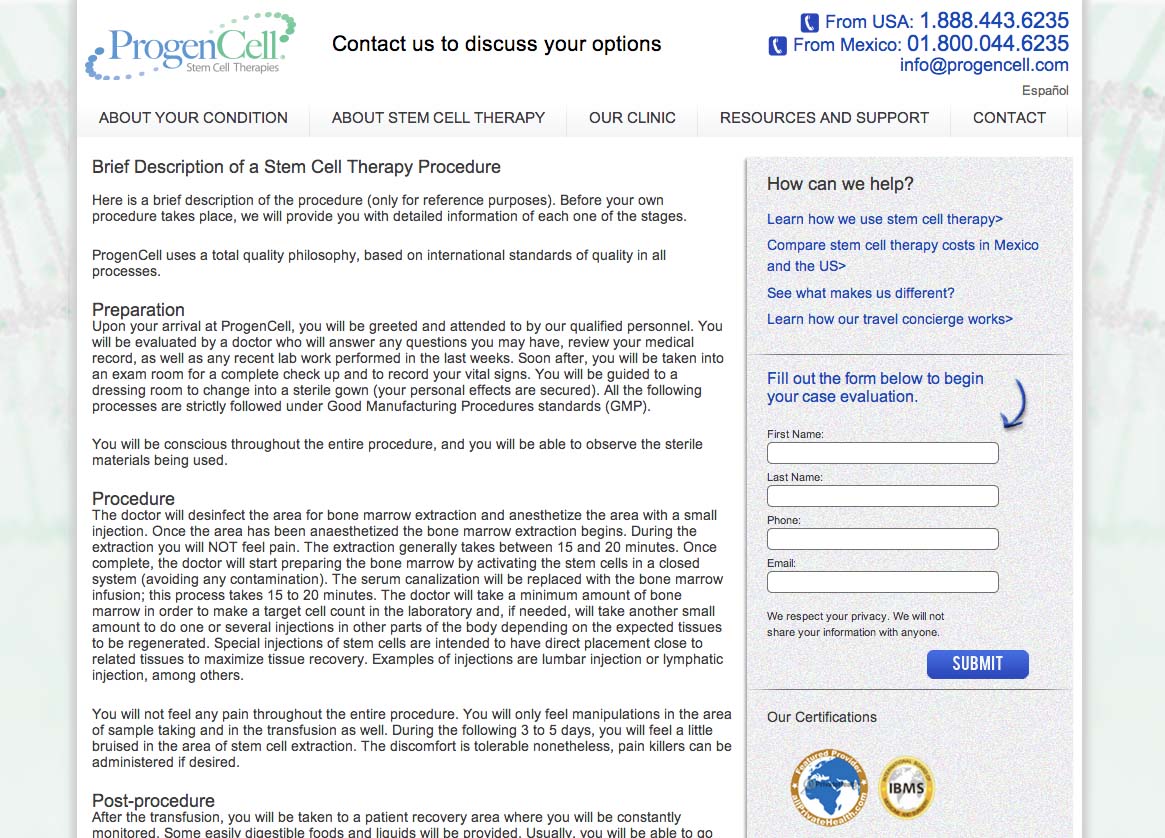 ProgenCell
Stem Cell Therapies
Contact us to discuss your options
From USA: 1.888.443.6235
From Mexico: 01.800.044.6235
info@progencell.com
Español
ABOUT YOUR CONDITION
ABOUT STEM CELL THERAPY
OUR CLINIC
RESOURCES AND SUPPORT
CONTACT
Brief Description of a Stem Cell Therapy Procedure
Here is a brief description of the procedure (only for reference purposes). Before your own
procedure takes place, we will provide you with detailed information of each one of the stages.
ProgenCell uses a total quality philosophy, based on international standards of quality in all
processes.
Preparation
Upon your arrival at ProgenCell, you will be greeted and attended to by our qualified personnel. You
will be evaluated by a doctor who will answer any questions you may have, review your medical
record, as well as any recent lab work performed in the last weeks. Soon after, you will be taken into
an exam room for a complete check up and to record your vital signs. You will be guided to a
dressing room to change into a sterile gown (your personal effects are secured). All the following
processes are strictly followed under Good Manufacturing Procedures standards (GMP).
You will be conscious throughout the entire procedure, and you will be able to observe the sterile
materials being used.
Procedure
The doctor will desinfect the area for bone marrow extraction and anesthetize the area with a small
injection. Once the area has been anaesthetized the bone marrow extraction begins. During the
extraction you will NOT feel pain. The extraction generally takes between 15 and 20 minutes. Once
complete, the doctor will start preparing the bone marrow by activating the stem cells in a closed
system (avoiding any contamination). The serum canalization will be replaced with the bone marrow
infusion; this process takes 15 to 20 minutes. The doctor will take a minimum amount of bone
marrow in order to make a target cell count in the laboratory and, if needed, will take another small
amount to do one or several injections in other parts of the body depending on the expected tissues
to be regenerated. Special injections of stem cells are intended to have direct placement close to
related tissues to maximize tissue recovery. Examples of injections are lumbar injection or lymphatic
injection, among others.
You will not feel any pain throughout the entire procedure. You will only feel manipulations in the area
of sample taking and in the transfusion as well. During the following 3 to 5 days, you will feel a little
bruised in the area of stem cell extraction. The discomfort is tolerable nonetheless, pain killers can be
administered if desired.
Post-procedure
After the transfusion, you will be taken to a patient recovery area where you will be constantly
monitored. Some easily digestible foods and liquids will be provided. Usually, you will be able to go
How can we help?
Learn how we use stem cell therapy>
Compare stem cell therapy costs in Mexico
and the US>
See what makes us different?
Learn how our travel concierge works>
Fill out the form below to begin
your case evaluation.
First Name:
Last Name:
Phone:
Email:
We respect your privacy. We will not
share your information with anyone.
SUBMIT
Our Certifications
Featured Provider
allPrivateHealth.com
INTERNATIONAL BOARD OF
IBMS